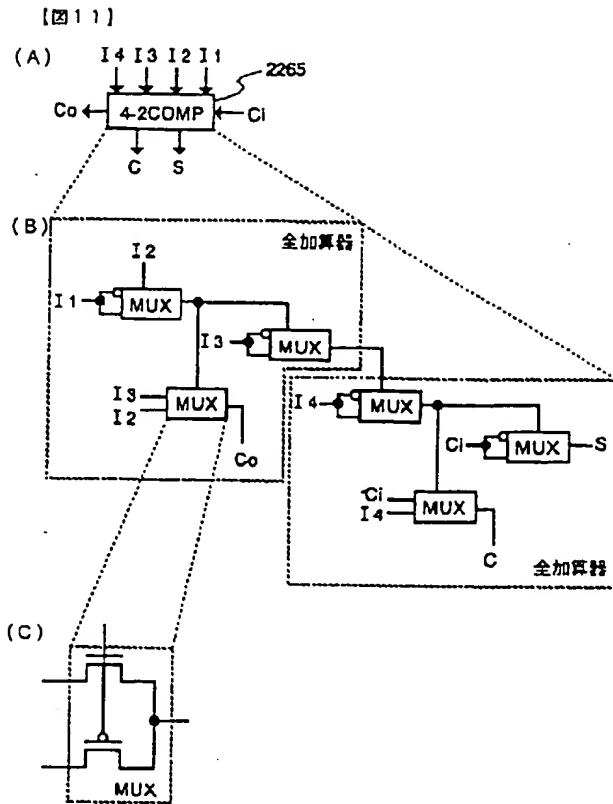 【図11】
(A)
I4 I3 I2 I1
2265
Co 4-2COMP Ci
C S
(B)
全加算器
I2
I1 MUX
I3 MUX
I3
I2 MUX
Co
I4 MUX
Ci MUX S
Ci
I4 MUX
C
全加算器
(C)
MUX